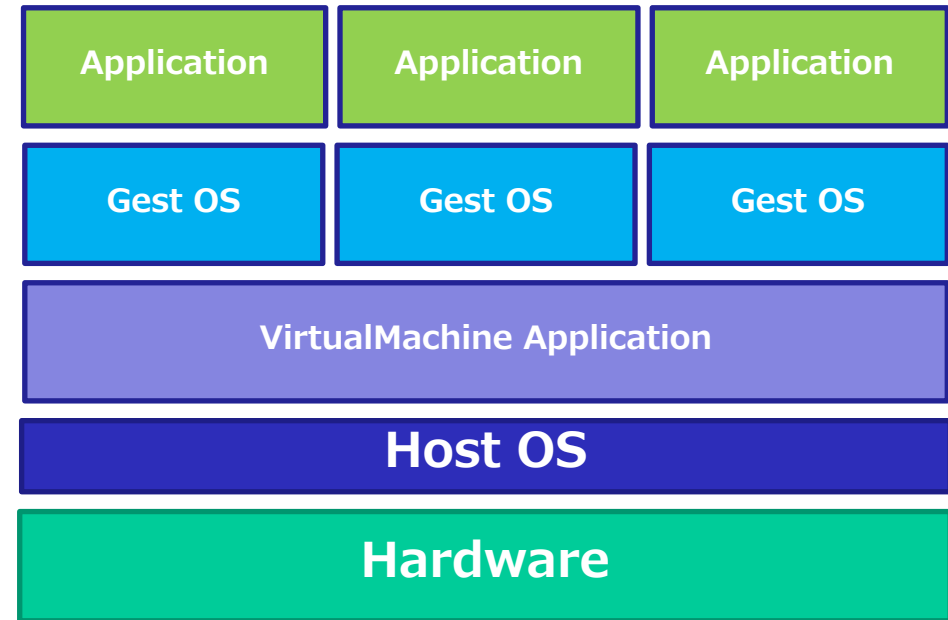 Application
Application
Application
Gest OS
Gest OS
Gest OS
VirtualMachine Application
Host OS
Hardware